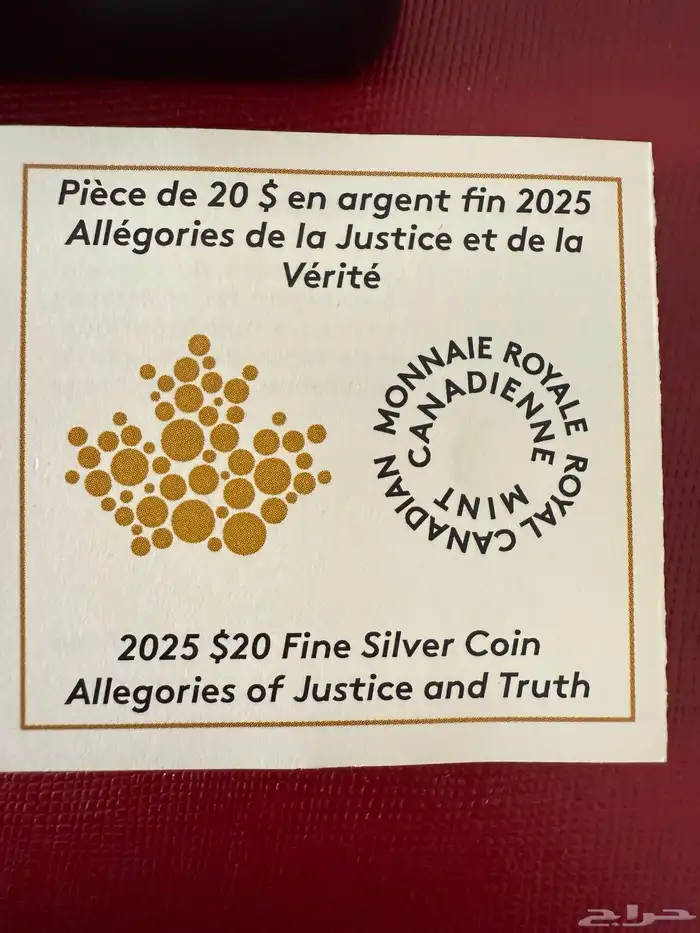 Pièce de 20 $ en argent fin 2025
Allégories de la Justice et de la
Vérité
MONNAIE ROYALE
CANADIENNE
ROYAL CANADIAN
MINT
2025 $20 Fine Silver Coin
Allegories of Justice and Truth
حراج